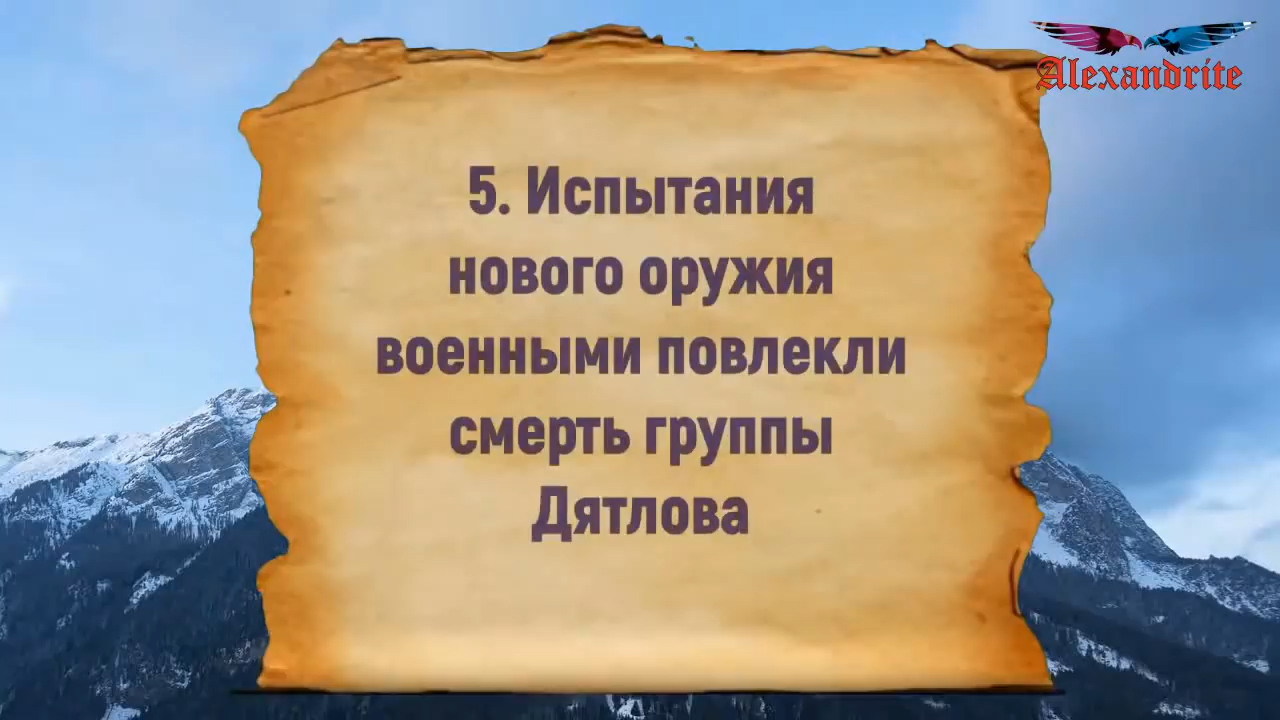 Alexandrite
5. Испытания
нового оружия
военными повлекли
смерть группы
Дятлова